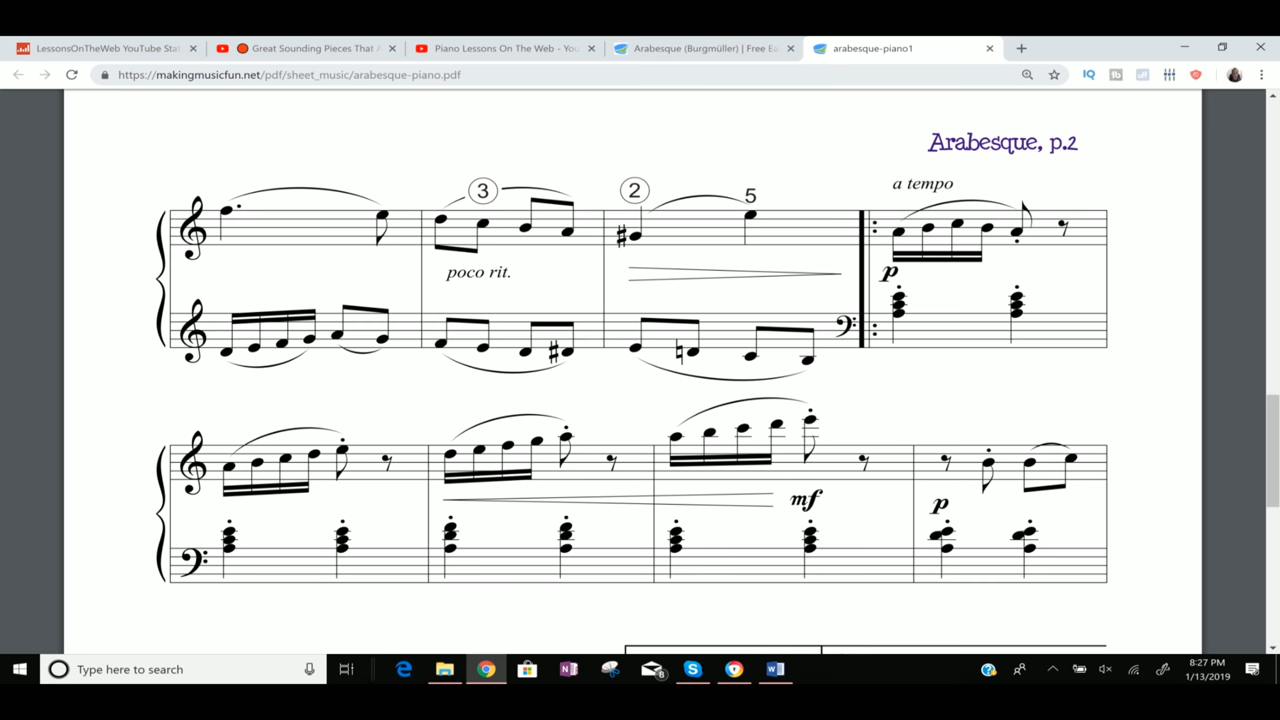 LessonsOnTheWeb YouTube Stat
Great Sounding Pieces That A
Piano Lessons On The Web - You
Arabesque (Burgmüller) | Free Ea
arabesque-piano1
https://makingmusicfun.net/pdf/sheet_music/arabesque-piano.pdf
IQ
Arabesque, p.2
a tempo
3
2
5
poco rit.
p
mf
p
Type here to search
8
8:27 PM
1/13/2019